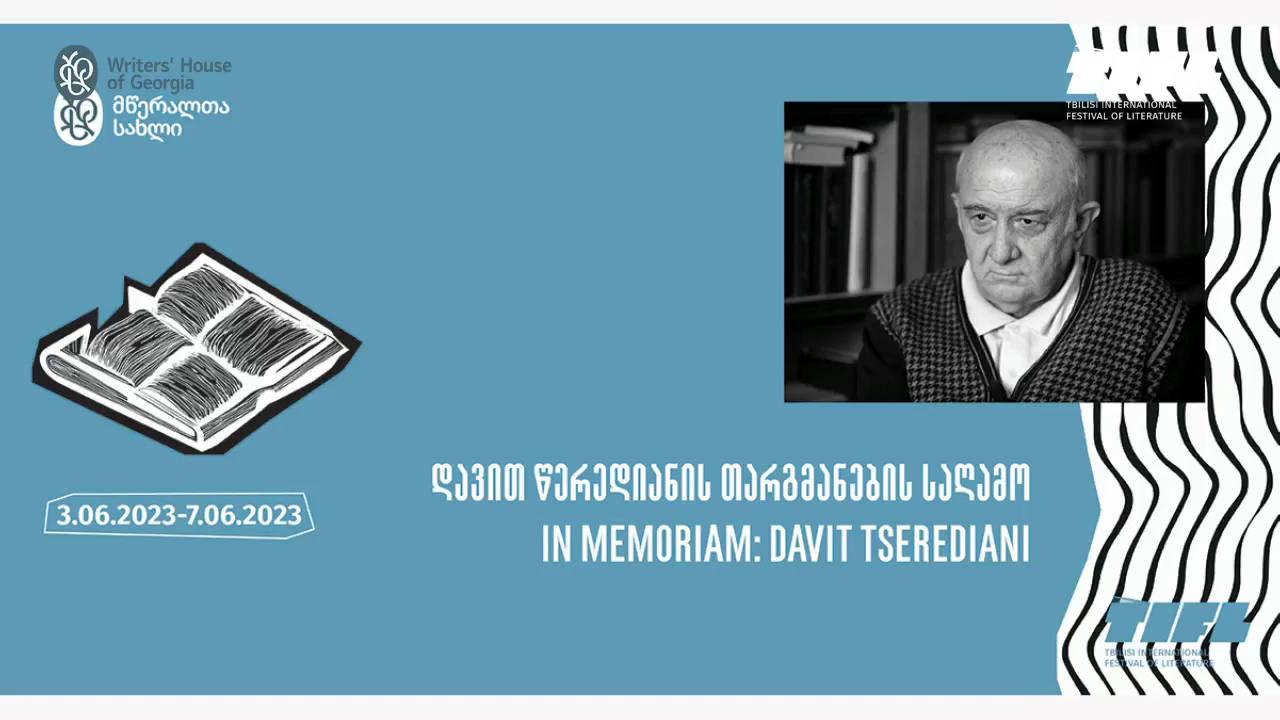 Writers' House
of Georgia
მწერალთა
სახლი
TBILISI INTERNATIONAL
FESTIVAL OF LITERATURE
3.06.2023-7.06.2023
დავით წერედიანის თარგმანების საღამო
IN MEMORIAM: DAVIT TSEREDIANI
TIFL
TBILISI INTERNATIONAL
FESTIVAL OF LITERATURE